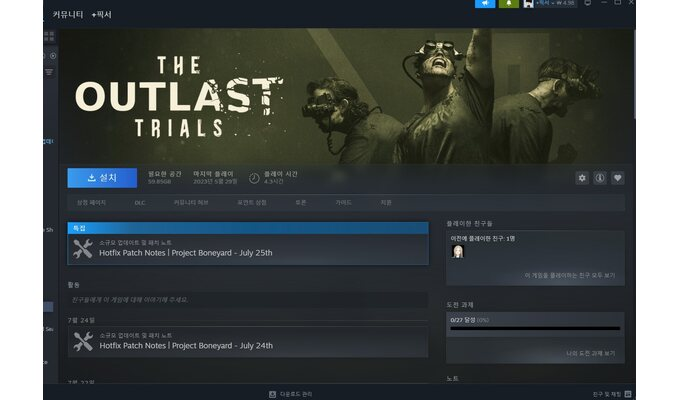 커뮤니티 +픽서
+픽서 ₩ 4.98
THE
OUTLAST
TRIALS
설치
필요한 공간
59.85GB
마지막 플레이
2023년 5월 29일
플레이 시간
4.3시간
상점 페이지 DLC 커뮤니티 허브 포인트 상점 토론 가이드 지원
특집
소규모 업데이트 및 패치 노트
Hotfix Patch Notes | Project Boneyard - July 25th
플레이한 친구들
이전에 플레이한 친구: 1명
이 게임을 플레이하는 친구 모두 보기
활동
친구들에게 이 게임에 대해 이야기해 주세요.
7월 24일
소규모 업데이트 및 패치 노트
Hotfix Patch Notes | Project Boneyard - July 24th
도전 과제
0/27 달성 (0%)
나의 도전 과제 보기
노트
7월 22일
다운로드 관리
친구 및 채팅